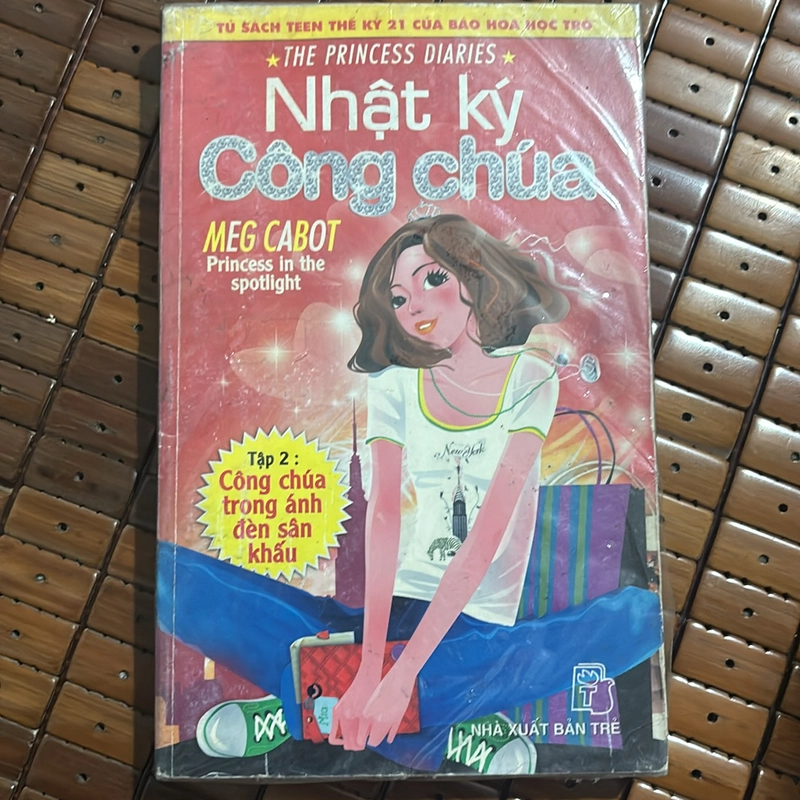 TỦ SÁCH TEEN THẾ KỶ 21 CỦA BÁO HOA HỌC TRÒ
THE PRINCESS DIARIES
Nhật ký
Công chúa
MEG CABOT
Princess in the
spotlight
New York
Tập 2 :
Công chúa
trong ánh
đèn sân
khấu
Mia
T
NHÀ XUẤT BẢN TRẺ